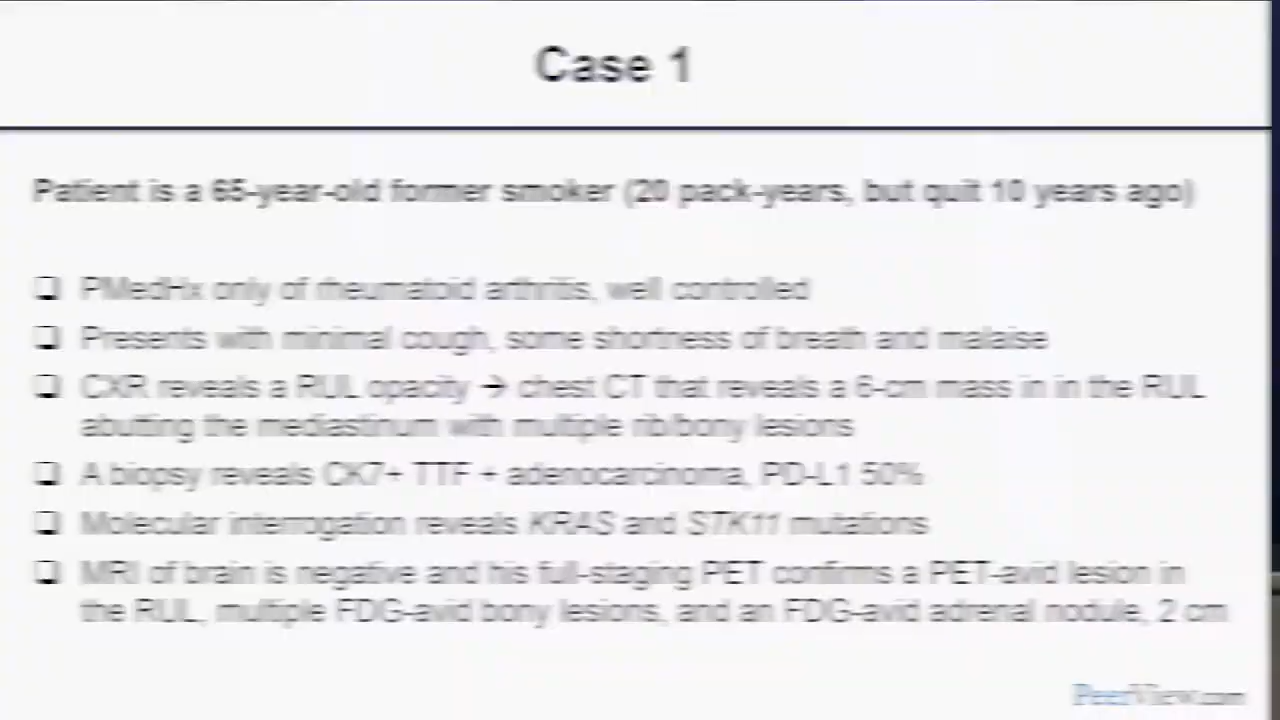 Case 1
Patient is a 65-year-old former smoker (20 pack-years, but quit 10 years ago)
❑ PMedHx only of rheumatoid arthritis, well controlled
❑ Presents with minimal cough, some shortness of breath and malaise
❑ CXR reveals a RUL opacity → chest CT that reveals a 6-cm mass in in the RUL
abutting the mediastinum with multiple rib/bony lesions
❑ A biopsy reveals CK7+ TTF + adenocarcinoma, PD-L1 50%
❑ Molecular interrogation reveals KRAS and STK11 mutations
❑ MRI of brain is negative and his full-staging PET confirms a PET-avid lesion in
the RUL, multiple FDG-avid bony lesions, and an FDG-avid adrenal nodule, 2 cm
PeerView.com